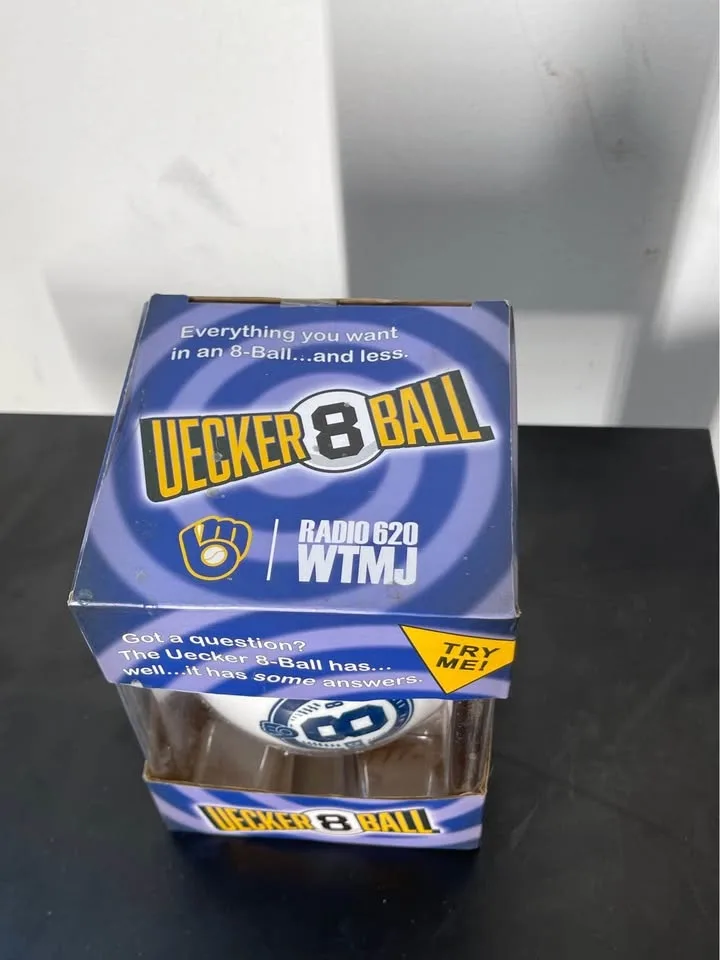 Everything you want
in an 8-Ball...and less.
UECKER 8 BALL
RADIO 620
WTMJ
Got a question?
The Uecker 8-Ball has...
well...it has some answers.
TRY
ME!
8
UECKER 8 BALL